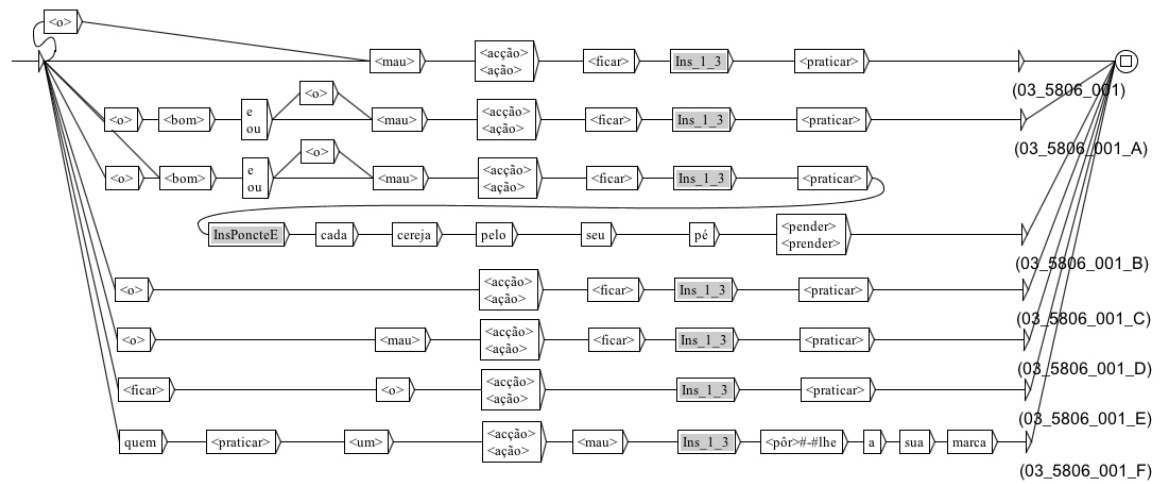 <o>
<mau> <acção> <ação> <ficar> Ins_1_3 <praticar>
(03_5806_001)
<o> <bom> e ou <o> <mau> <acção> <ação> <ficar> Ins_1_3 <praticar>
(03_5806_001_A)
<o> <bom> e ou <o> <mau> <acção> <ação> <ficar> Ins_1_3 <praticar>
InsPoncteE cada cereja pelo seu pé <pender> <prender>
(03_5806_001_B)
<o> <acção> <ação> <ficar> Ins_1_3 <praticar>
(03_5806_001_C)
<o> <mau> <acção> <ação> <ficar> Ins_1_3 <praticar>
(03_5806_001_D)
<ficar> <o> <acção> <ação> Ins_1_3 <praticar>
(03_5806_001_E)
quem <praticar> <um> <acção> <ação> <mau> Ins_1_3 <pôr>#-#lhe a sua marca
(03_5806_001_F)